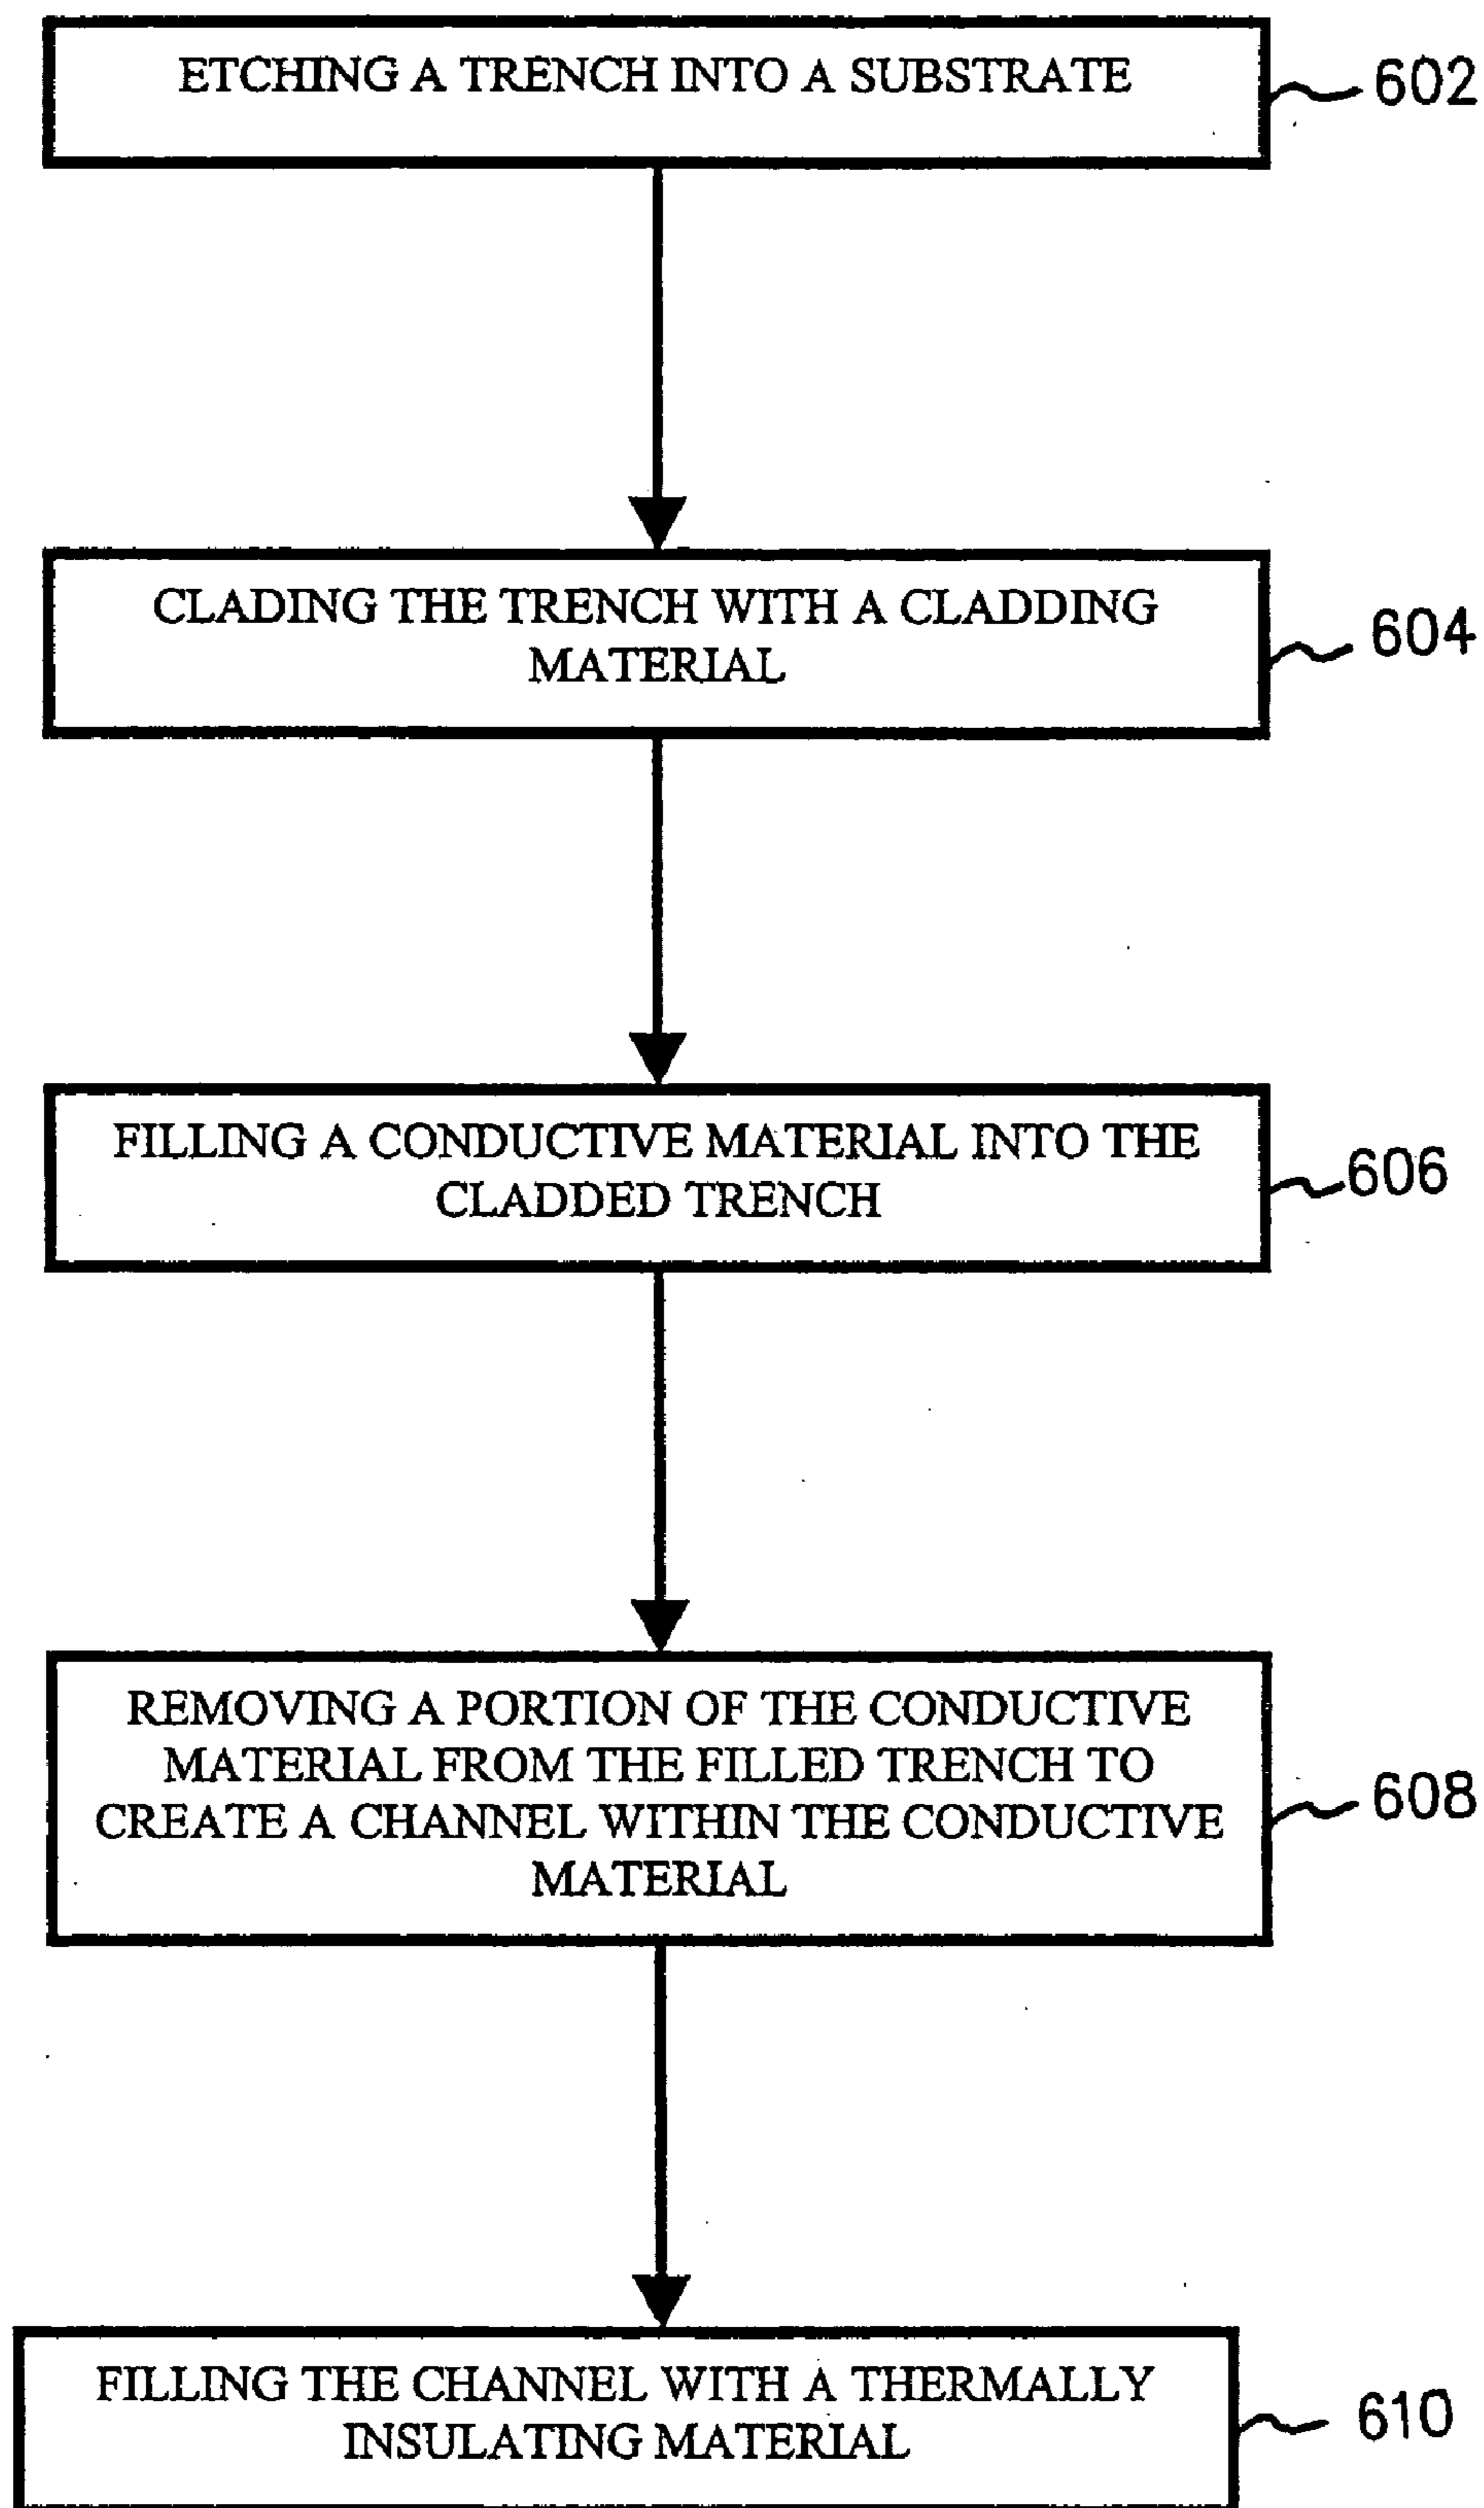 ETCHING A TRENCH INTO A SUBSTRATE
602
CLADING THE TRENCH WITH A CLADDING
MATERIAL
604
FILLING A CONDUCTIVE MATERIAL INTO THE
CLADDED TRENCH
606
REMOVING A PORTION OF THE CONDUCTIVE
MATERIAL FROM THE FILLED TRENCH TO
CREATE A CHANNEL WITHIN THE CONDUCTIVE
MATERIAL
608
FILLING THE CHANNEL WITH A THERMALLY
INSULATING MATERIAL
610